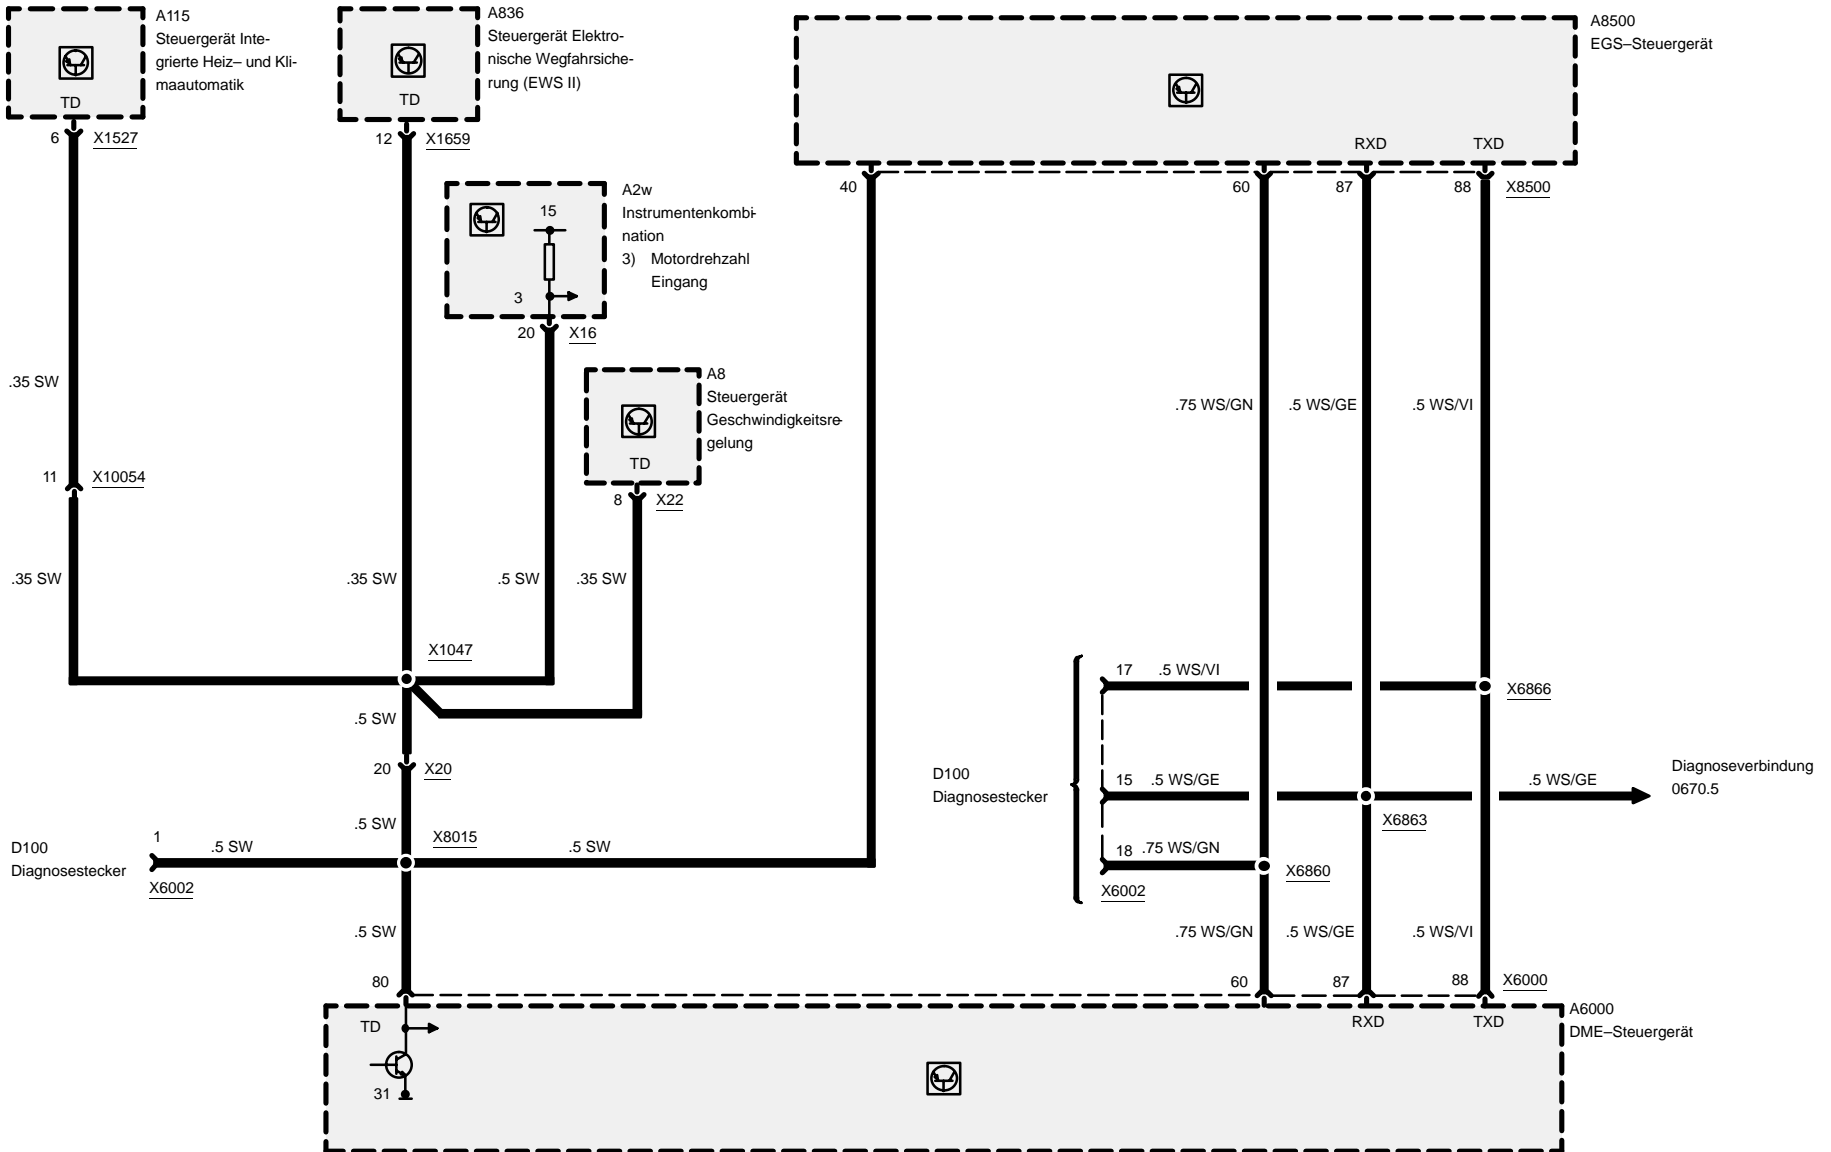 A115
Steuergerät Inte-
grierte Heiz– und Kli-
maautomatik
TD
6 X1527
A836
Steuergerät Elektro-
nische Wegfahrsiche-
rung (EWS II)
TD
12 X1659
A8500
EGS–Steuergerät
RXD TXD
40 60 87 88 X8500
A2w
Instrumentenkombi-
nation
3) Motordrehzahl
Eingang
15
3
20 X16
A8
Steuergerät
Geschwindigkeitsre-
gelung
TD
8 X22
.35 SW
.75 WS/GN .5 WS/GE .5 WS/VI
11 X10054
.35 SW .35 SW .5 SW .35 SW
X1047
.5 SW
17 .5 WS/VI
X6866
20 X20
D100
Diagnosestecker
15 .5 WS/GE
.5 WS/GE
Diagnoseverbindung
0670.5
X6863
.5 SW
X8015
D100
Diagnosestecker
1
.5 SW
.5 SW
X6002
18 .75 WS/GN
X6860
X6002
.5 SW
.75 WS/GN .5 WS/GE .5 WS/VI
80 60 87 88 X6000
A6000
DME–Steuergerät
TD
RXD TXD
31